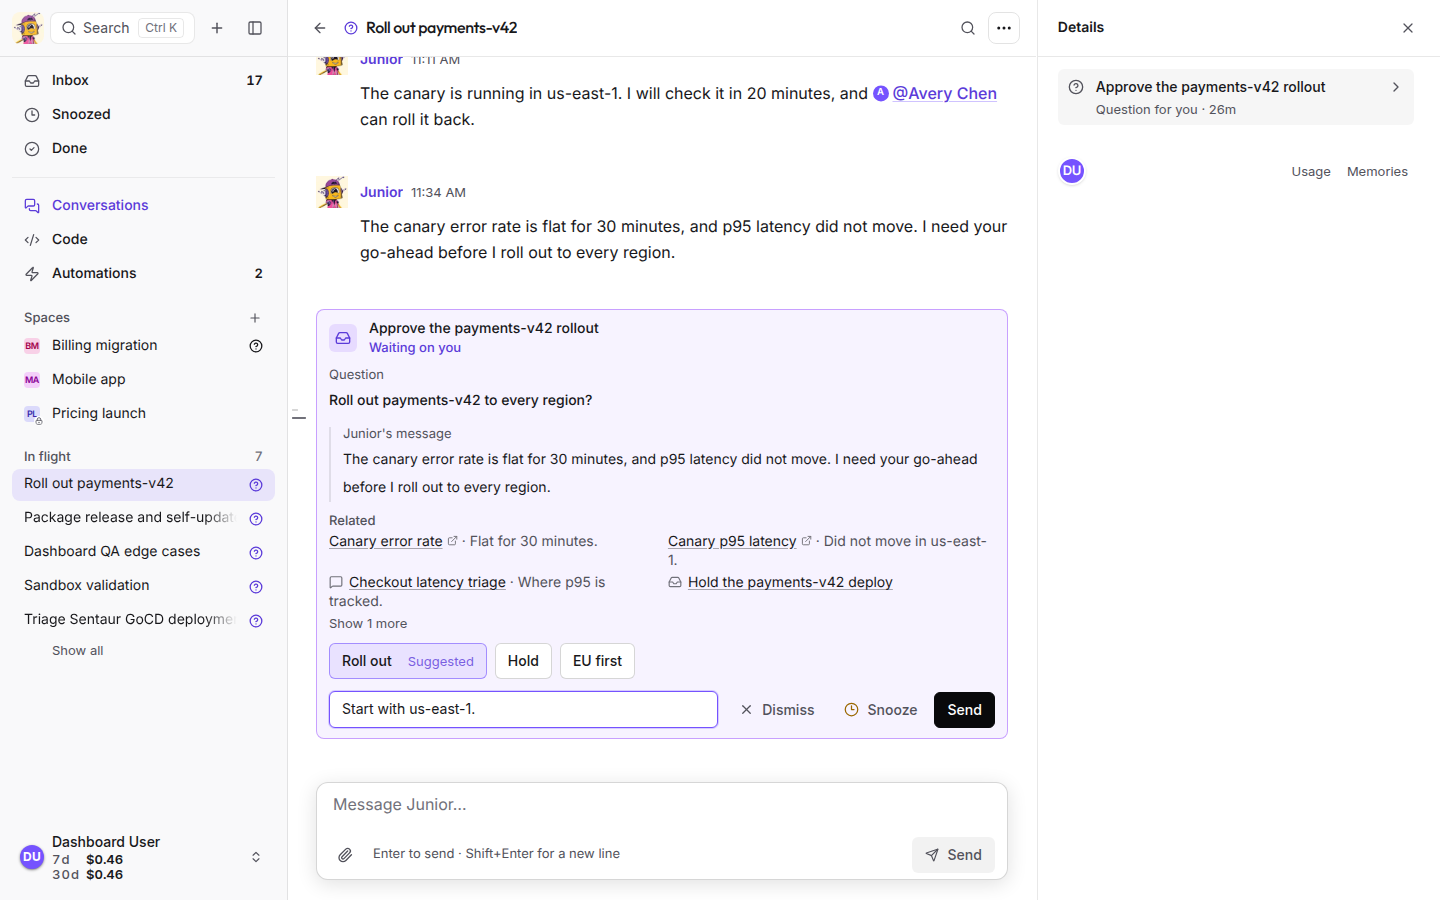 Search Ctrl K
Inbox 17
Snoozed
Done
Conversations
Code
Automations 2
Spaces
BM Billing migration
MA Mobile app
PL Pricing launch
In flight 7
Roll out payments-v42
Package release and self-update
Dashboard QA edge cases
Sandbox validation
Triage Sentaur GoCD deployme
Show all
DU Dashboard User
7d $0.46
30d $0.46
Roll out payments-v42
Junior 11:11 AM
The canary is running in us-east-1. I will check it in 20 minutes, and A @Avery Chen
can roll it back.
Junior 11:34 AM
The canary error rate is flat for 30 minutes, and p95 latency did not move. I need your
go-ahead before I roll out to every region.
Approve the payments-v42 rollout
Waiting on you
Question
Roll out payments-v42 to every region?
Junior's message
The canary error rate is flat for 30 minutes, and p95 latency did not move. I need your go-ahead
before I roll out to every region.
Related
Canary error rate · Flat for 30 minutes.
Canary p95 latency · Did not move in us-east-
1.
Checkout latency triage · Where p95 is
tracked.
Hold the payments-v42 deploy
Show 1 more
Roll out Suggested
Hold
EU first
Start with us-east-1.
Dismiss
Snooze
Send
Message Junior...
Enter to send · Shift+Enter for a new line
Send
Details
Approve the payments-v42 rollout
Question for you · 26m
DU
Usage
Memories